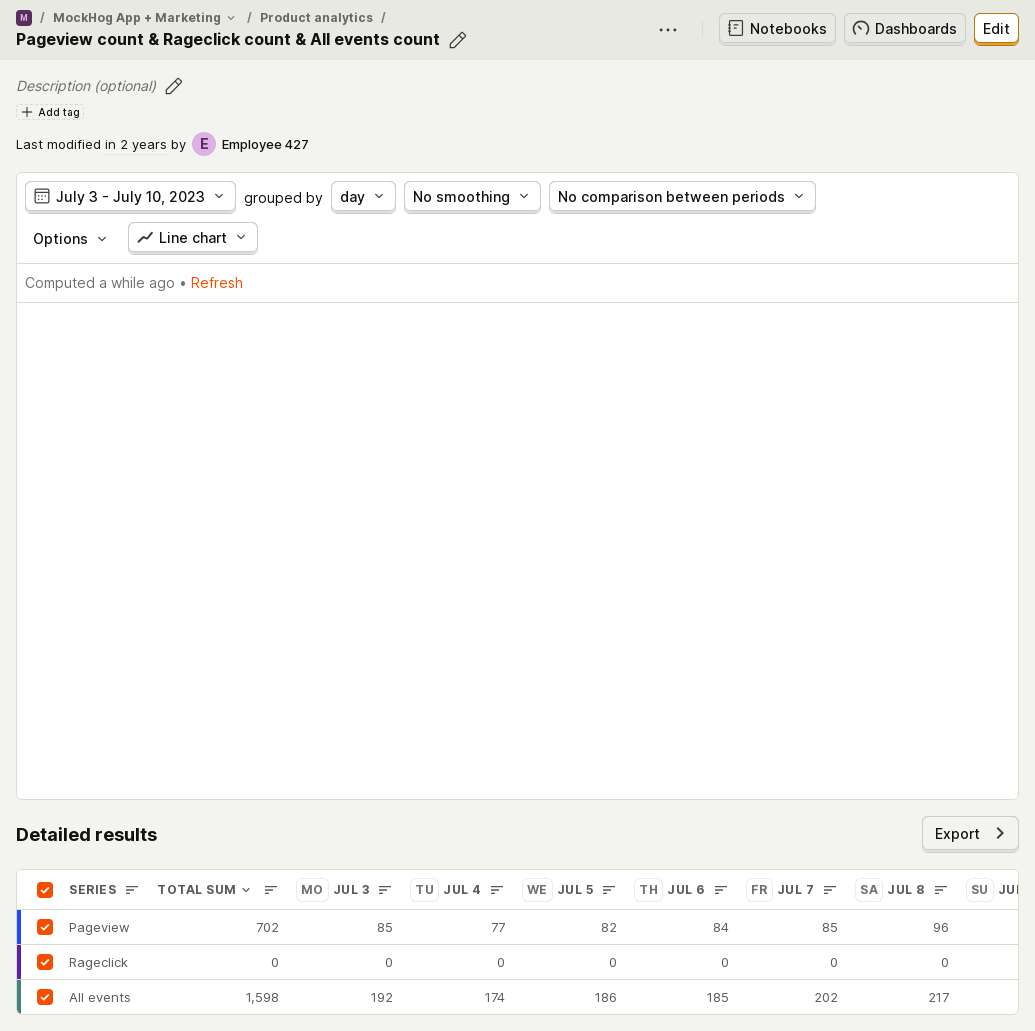 M / MockHog App + Marketing / Product analytics /
Pageview count & Rageclick count & All events count
Notebooks Dashboards Edit
Description (optional)
Add tag
Last modified in 2 years by E Employee 427
July 3 - July 10, 2023 grouped by day No smoothing No comparison between periods
Options Line chart
Computed a while ago • Refresh
Detailed results
Export
SERIES TOTAL SUM MO JUL 3 TU JUL 4 WE JUL 5 TH JUL 6 FR JUL 7 SA JUL 8 SU
Pageview 702 85 77 82 84 85 96
Rageclick 0 0 0 0 0 0 0
All events 1,598 192 174 186 185 202 217